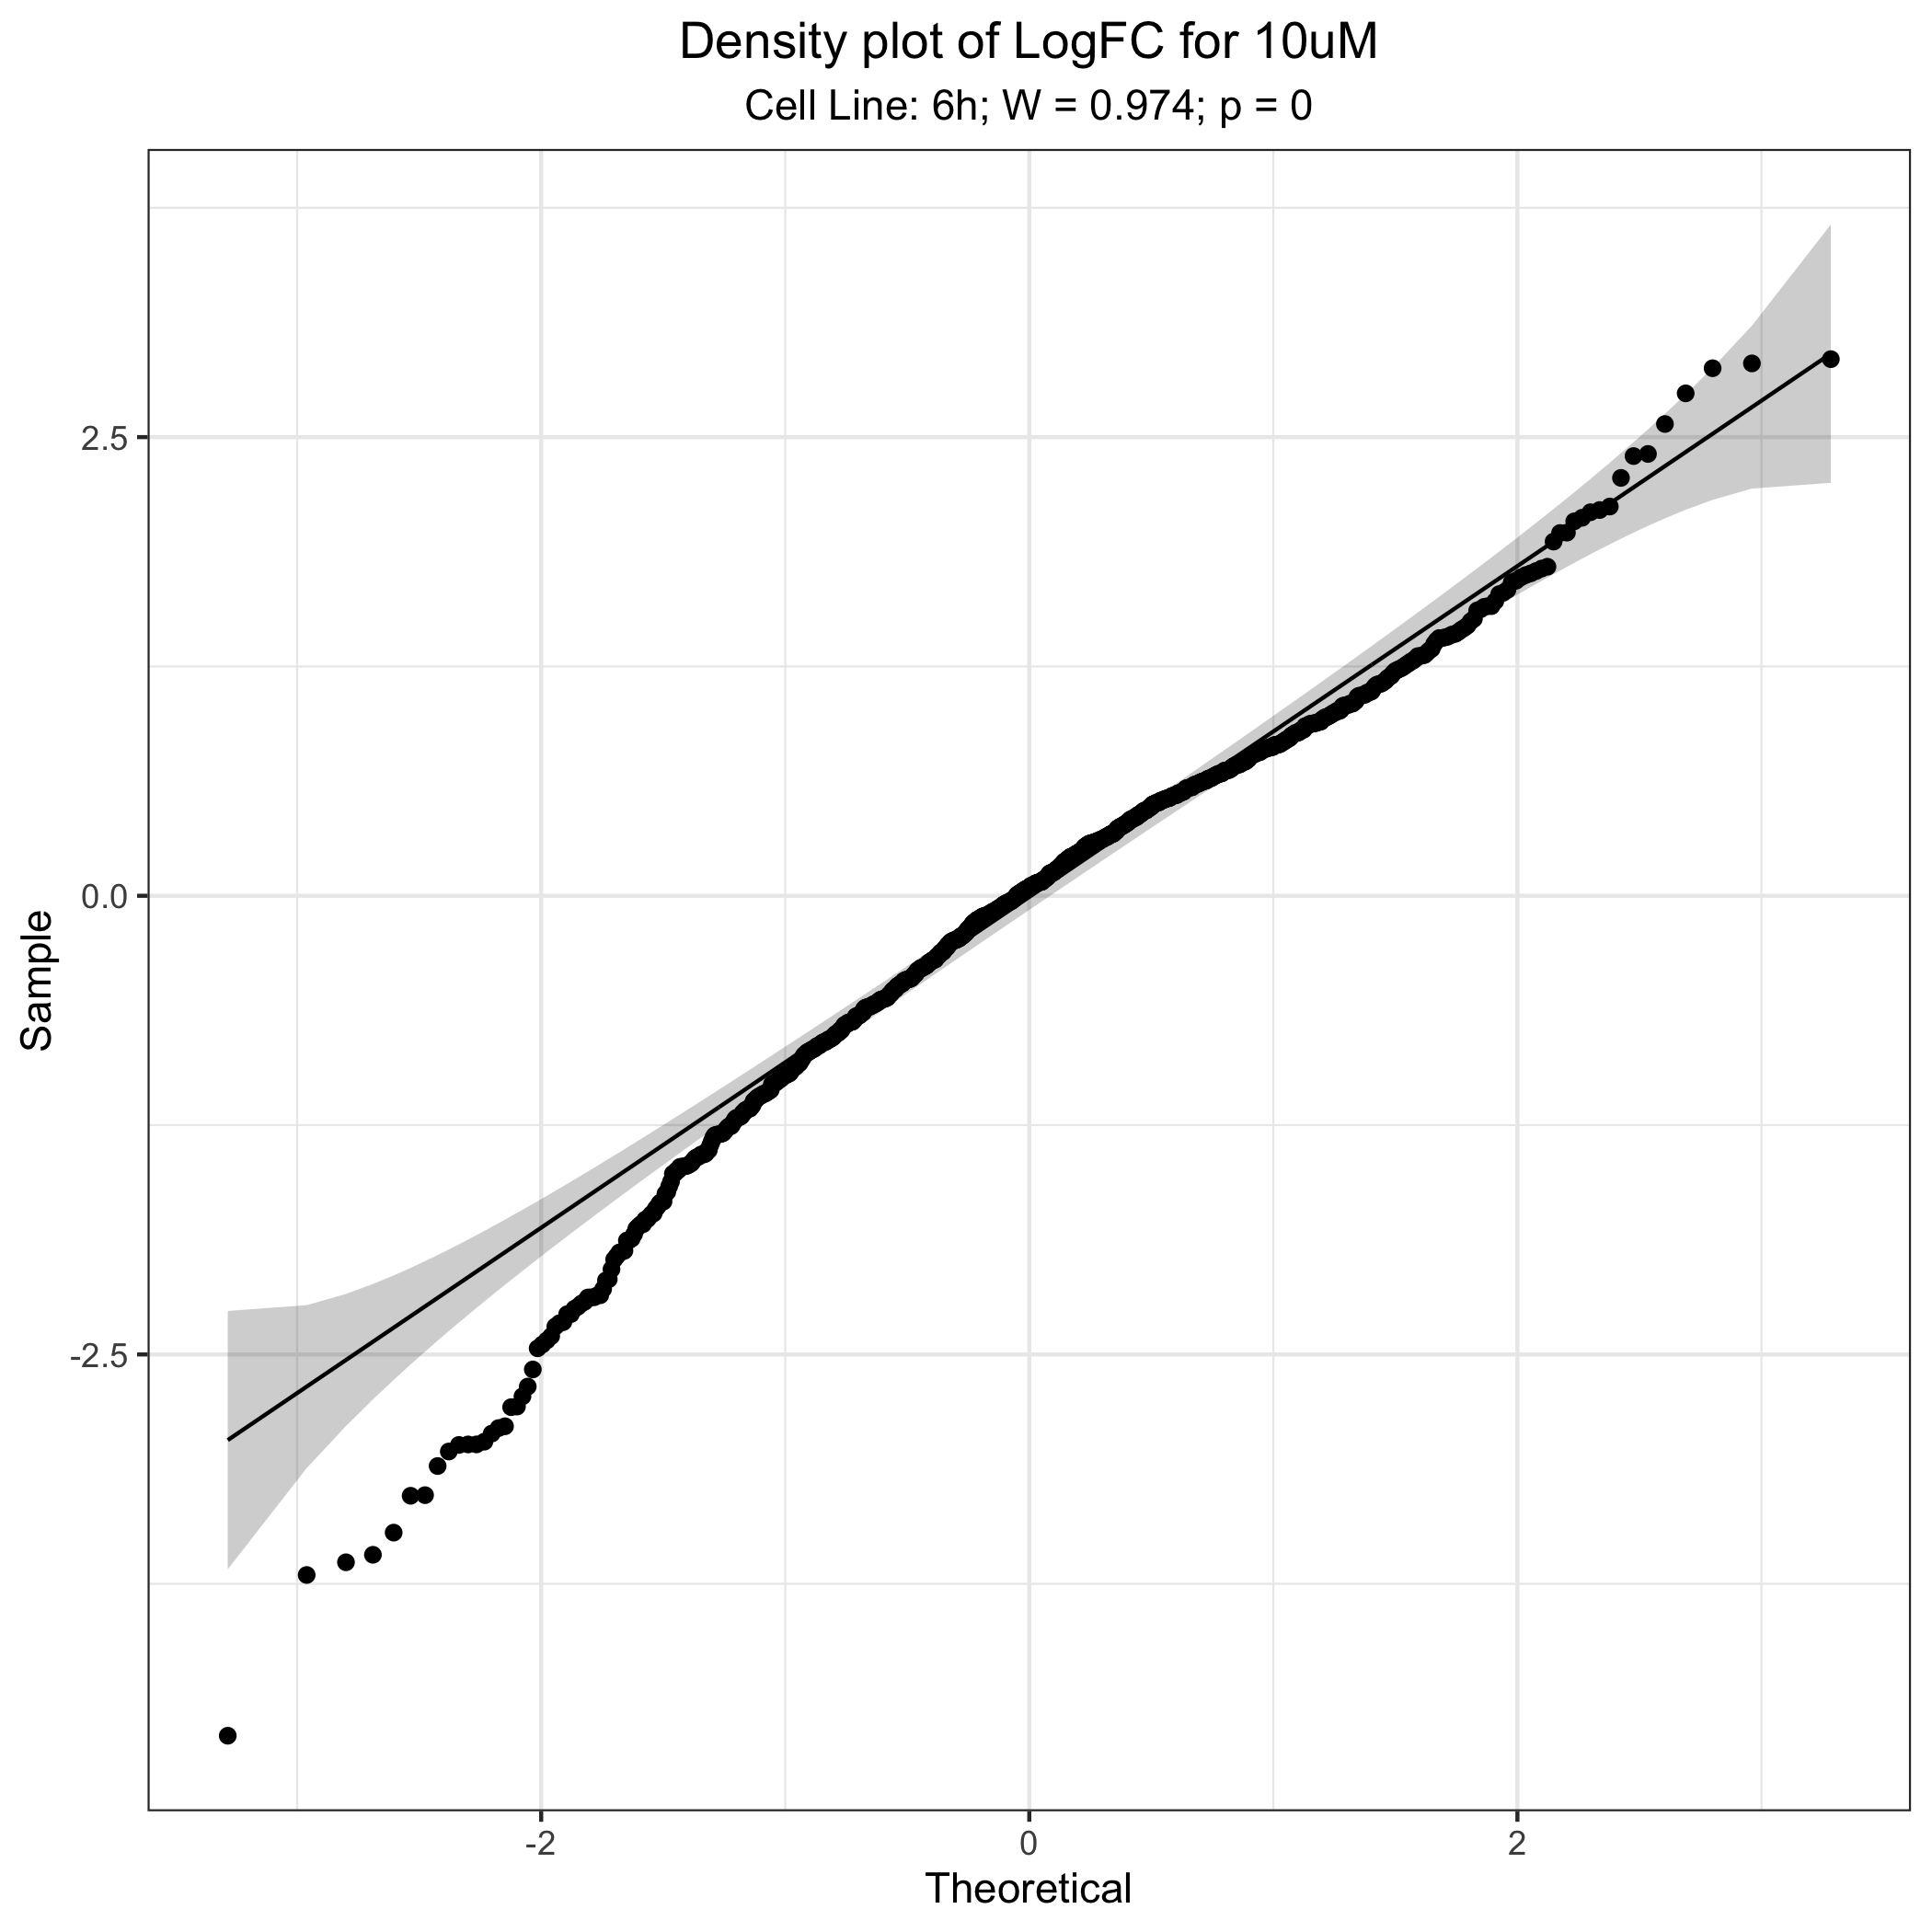 Density plot of LogFC for 10uM
Cell Line: 6h; W = 0.974; p = 0
Sample
2.5
0.0
-2.5
-2
0
2
Theoretical